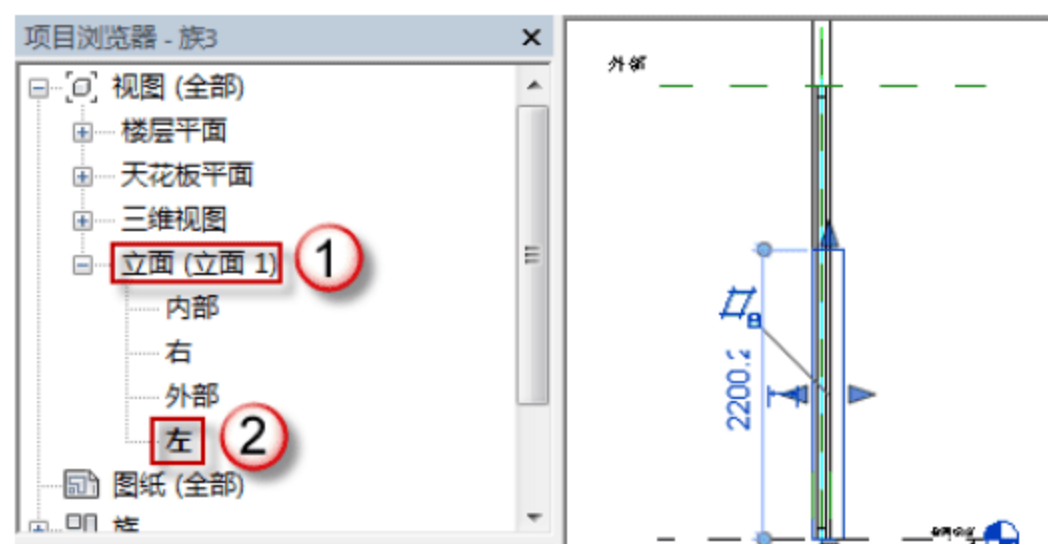 项目浏览器 - 族3
视图 (全部)
楼层平面
天花板平面
三维视图
立面 (立面 1)
1
内部
右
外部
左
2
图纸 (全部)
族
外部
2200.2